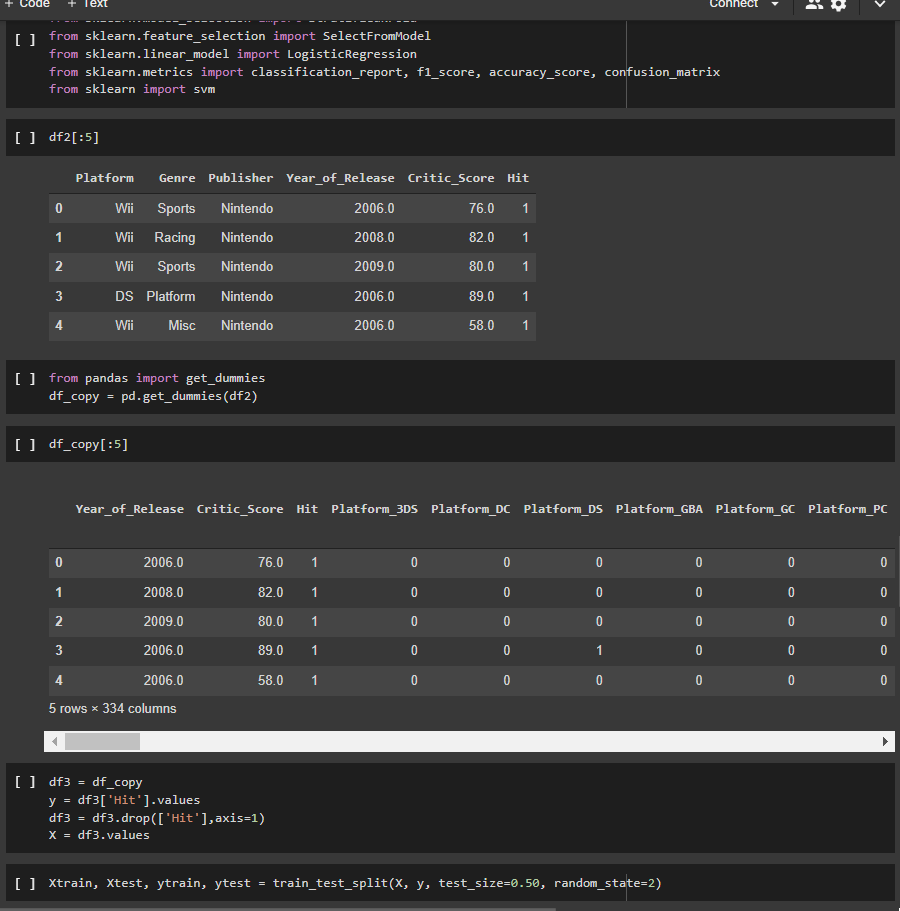 + Code + Text Connect
[ ] from sklearn.feature_selection import SelectFromModel
from sklearn.linear_model import LogisticRegression
from sklearn.metrics import classification_report, f1_score, accuracy_score, confusion_matrix
from sklearn import svm
[ ] df2[:5]
Platform Genre Publisher Year_of_Release Critic_Score Hit
0 Wii Sports Nintendo 2006.0 76.0 1
1 Wii Racing Nintendo 2008.0 82.0 1
2 Wii Sports Nintendo 2009.0 80.0 1
3 DS Platform Nintendo 2006.0 89.0 1
4 Wii Misc Nintendo 2006.0 58.0 1
[ ] from pandas import get_dummies
df_copy = pd.get_dummies(df2)
[ ] df_copy[:5]
Year_of_Release Critic_Score Hit Platform_3DS Platform_DC Platform_DS Platform_GBA Platform_GC Platform_PC
0 2006.0 76.0 1 0 0 0 0 0 0
1 2008.0 82.0 1 0 0 0 0 0 0
2 2009.0 80.0 1 0 0 0 0 0 0
3 2006.0 89.0 1 0 0 1 0 0 0
4 2006.0 58.0 1 0 0 0 0 0 0
5 rows × 334 columns
[ ] df3 = df_copy
y = df3['Hit'].values
df3 = df3.drop(['Hit'],axis=1)
X = df3.values
[ ] Xtrain, Xtest, ytrain, ytest = train_test_split(X, y, test_size=0.50, random_state=2)